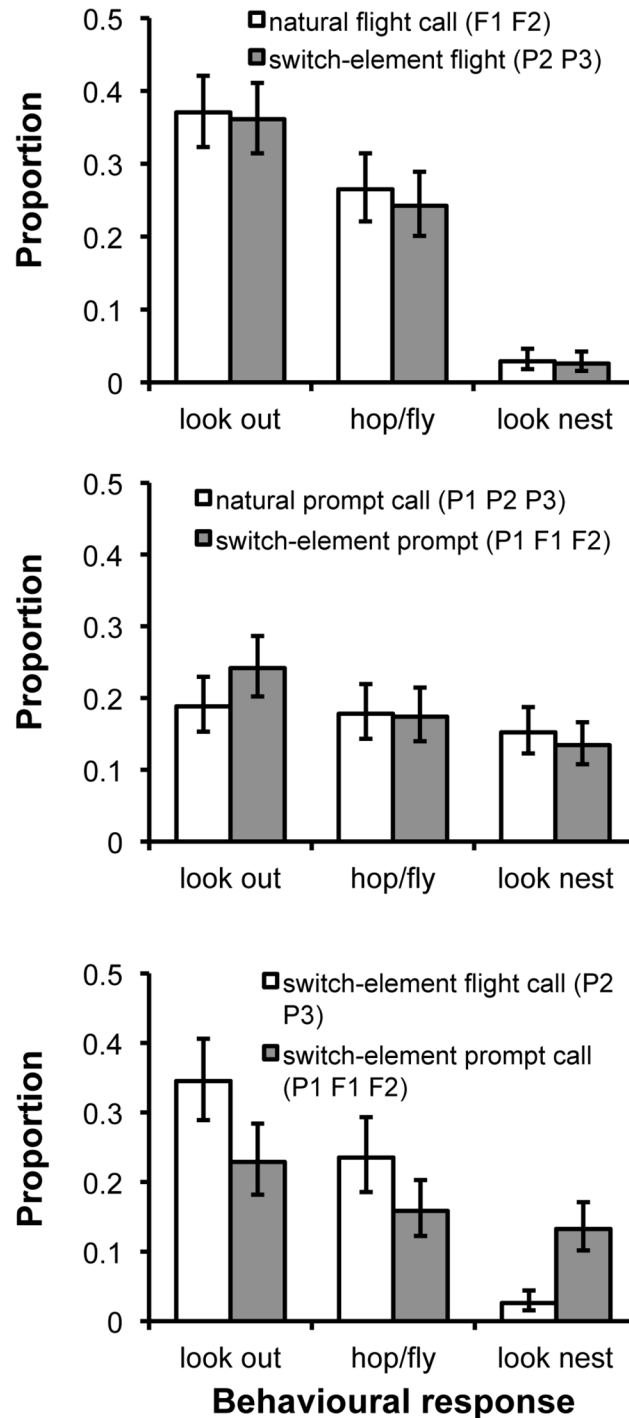 0.5
natural flight call (F1 F2)
switch-element flight (P2 P3)
0.4
0.3
0.2
0.1
0
Proportion
look out hop/fly look nest
0.5
natural prompt call (P1 P2 P3)
switch-element prompt (P1 F1 F2)
0.4
0.3
0.2
0.1
0
Proportion
look out hop/fly look nest
0.5
switch-element flight call (P2
P3)
switch-element prompt call
(P1 F1 F2)
0.4
0.3
0.2
0.1
0
Proportion
look out hop/fly look nest
Behavioural response